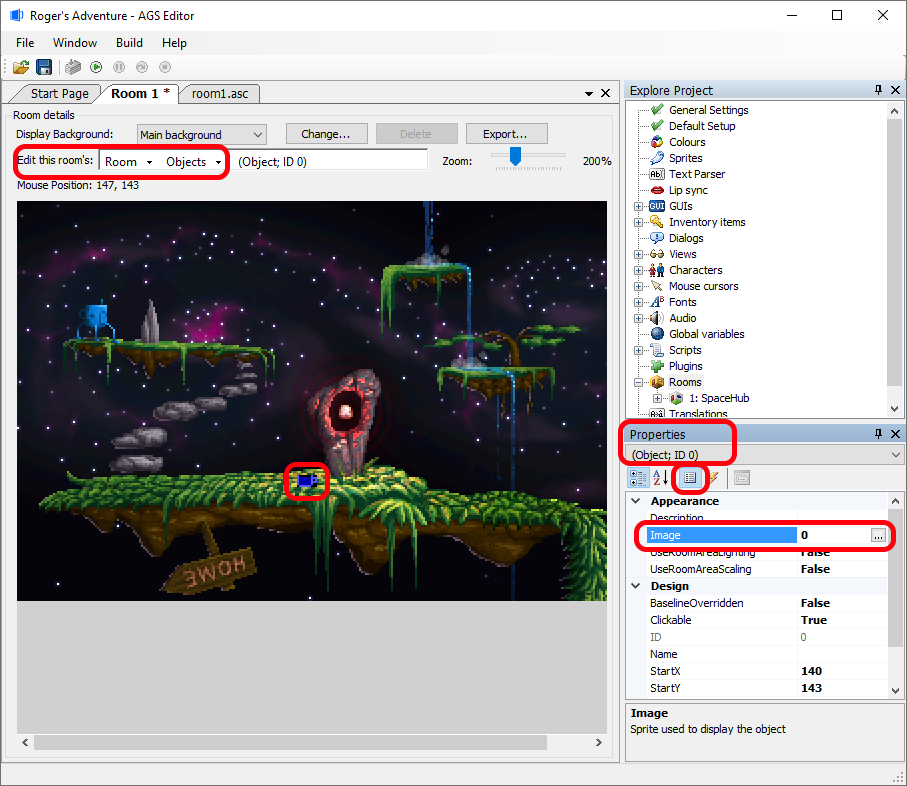 Roger's Adventure - AGS Editor
File Window Build Help
Start Page Room 1 * room1.asc
Room details
Display Background: Main background Change... Delete Export...
Edit this room's: Room Objects (Object; ID 0) Zoom: 200%
Mouse Position: 147, 143
HOME
Explore Project
General Settings
Default Setup
Colours
Sprites
Text Parser
Lip sync
GUIs
Inventory items
Dialogs
Views
Characters
Mouse cursors
Fonts
Audio
Global variables
Scripts
Plugins
Rooms
1: SpaceHub
Translations
Properties
(Object; ID 0)
Appearance
Description
Image 0 ...
UseRoomAreaLighting False
UseRoomAreaScaling False
Design
BaselineOverridden False
Clickable True
ID 0
Name
StartX 140
StartY 143
Image
Sprite used to display the object